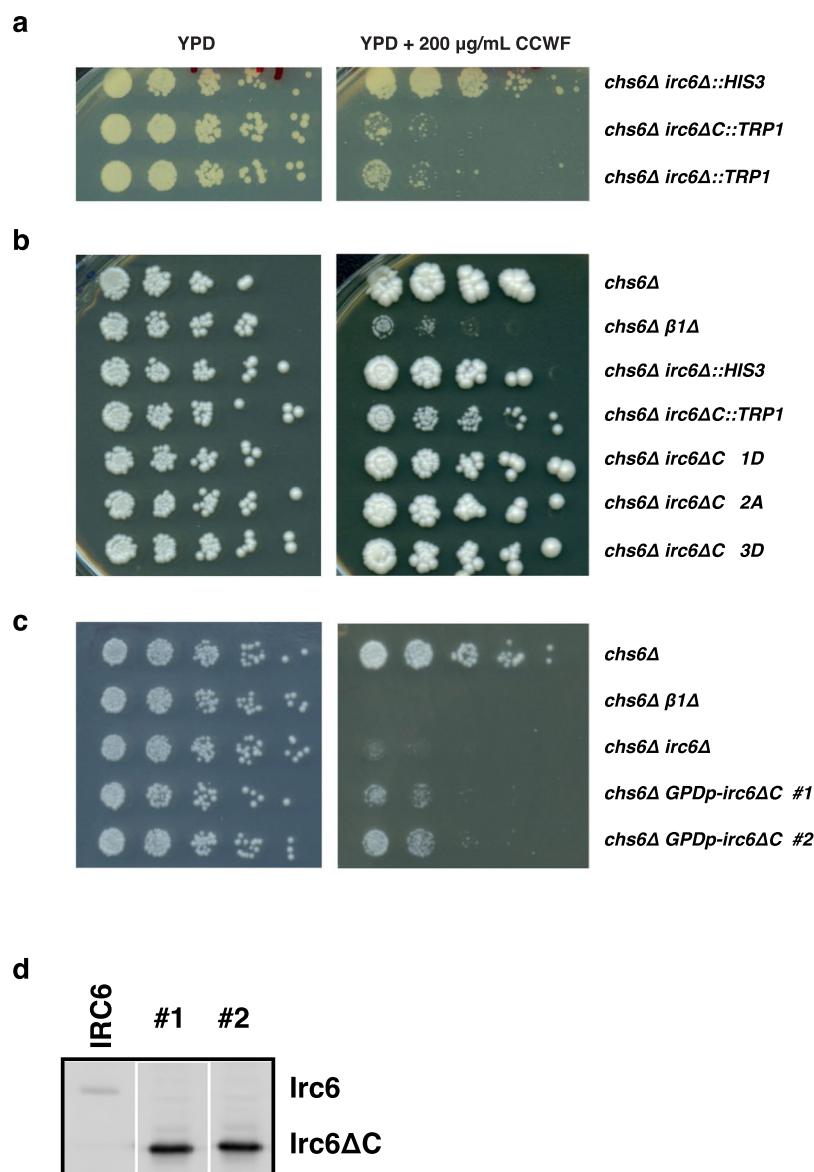 a
YPD
YPD + 200 µg/mL CCWF
chs6Δ irc6Δ::HIS3
chs6Δ irc6ΔC::TRP1
chs6Δ irc6Δ::TRP1
b
chs6Δ
chs6Δ β1Δ
chs6Δ irc6Δ::HIS3
chs6Δ irc6ΔC::TRP1
chs6Δ irc6ΔC 1D
chs6Δ irc6ΔC 2A
chs6Δ irc6ΔC 3D
c
chs6Δ
chs6Δ β1Δ
chs6Δ irc6Δ
chs6Δ GPDp-irc6ΔC #1
chs6Δ GPDp-irc6ΔC #2
d
IRC6
#1
#2
Irc6
Irc6ΔC